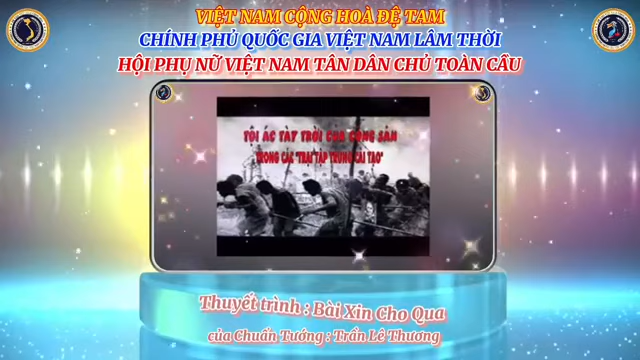 VIỆT NAM CỘNG HOÀ ĐỆ TAM
CHÍNH PHỦ QUỐC GIA VIỆT NAM LÂM THỜI
HỘI PHỤ NỮ VIỆT NAM TÂN DÂN CHỦ TOÀN CẦU
TỘI ÁC TÀY TRỜI CỦA CỘNG SẢN
TRONG CÁC "TRẠI TẬP TRUNG CẢI TẠO"
Thuyết trình : Bài Xin Cho Qua
của Chuẩn Tướng : Trần Lê Thương